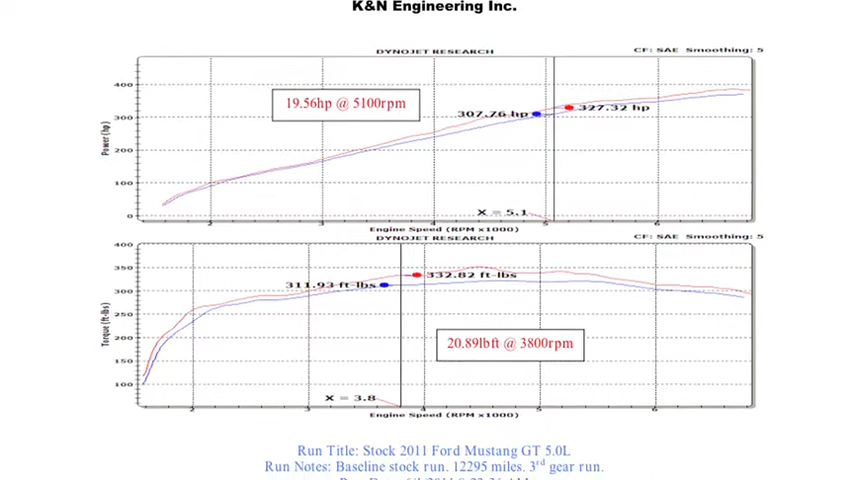 K&N Engineering Inc.
DYNOJET RESEARCH
CF: SAE Smoothing: 5
400
300
200
100
0
Power (hp)
19.56hp @ 5100rpm
307.76 hp
327.32 hp
X = 5.1
2 3 4 5 6
Engine Speed (RPM x1000)
DYNOJET RESEARCH
CF: SAE Smoothing: 5
400
350
300
250
200
150
100
Torque (ft-lbs)
311.93 ft-lbs
332.82 ft-lbs
20.89lbft @ 3800rpm
X = 3.8
2 3 4 5 6
Engine Speed (RPM x1000)
Run Title: Stock 2011 Ford Mustang GT 5.0L
Run Notes: Baseline stock run. 12295 miles. 3rd gear run.